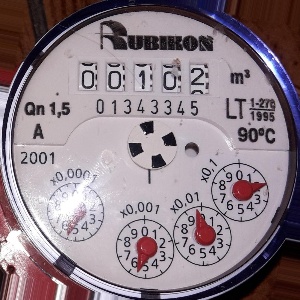 RUBIKON
00102 m³
Qn 1,5 01343345 LT 1-270
1995
A 90°C
2001
x0,0001 x0,1
x0,001 x0,01